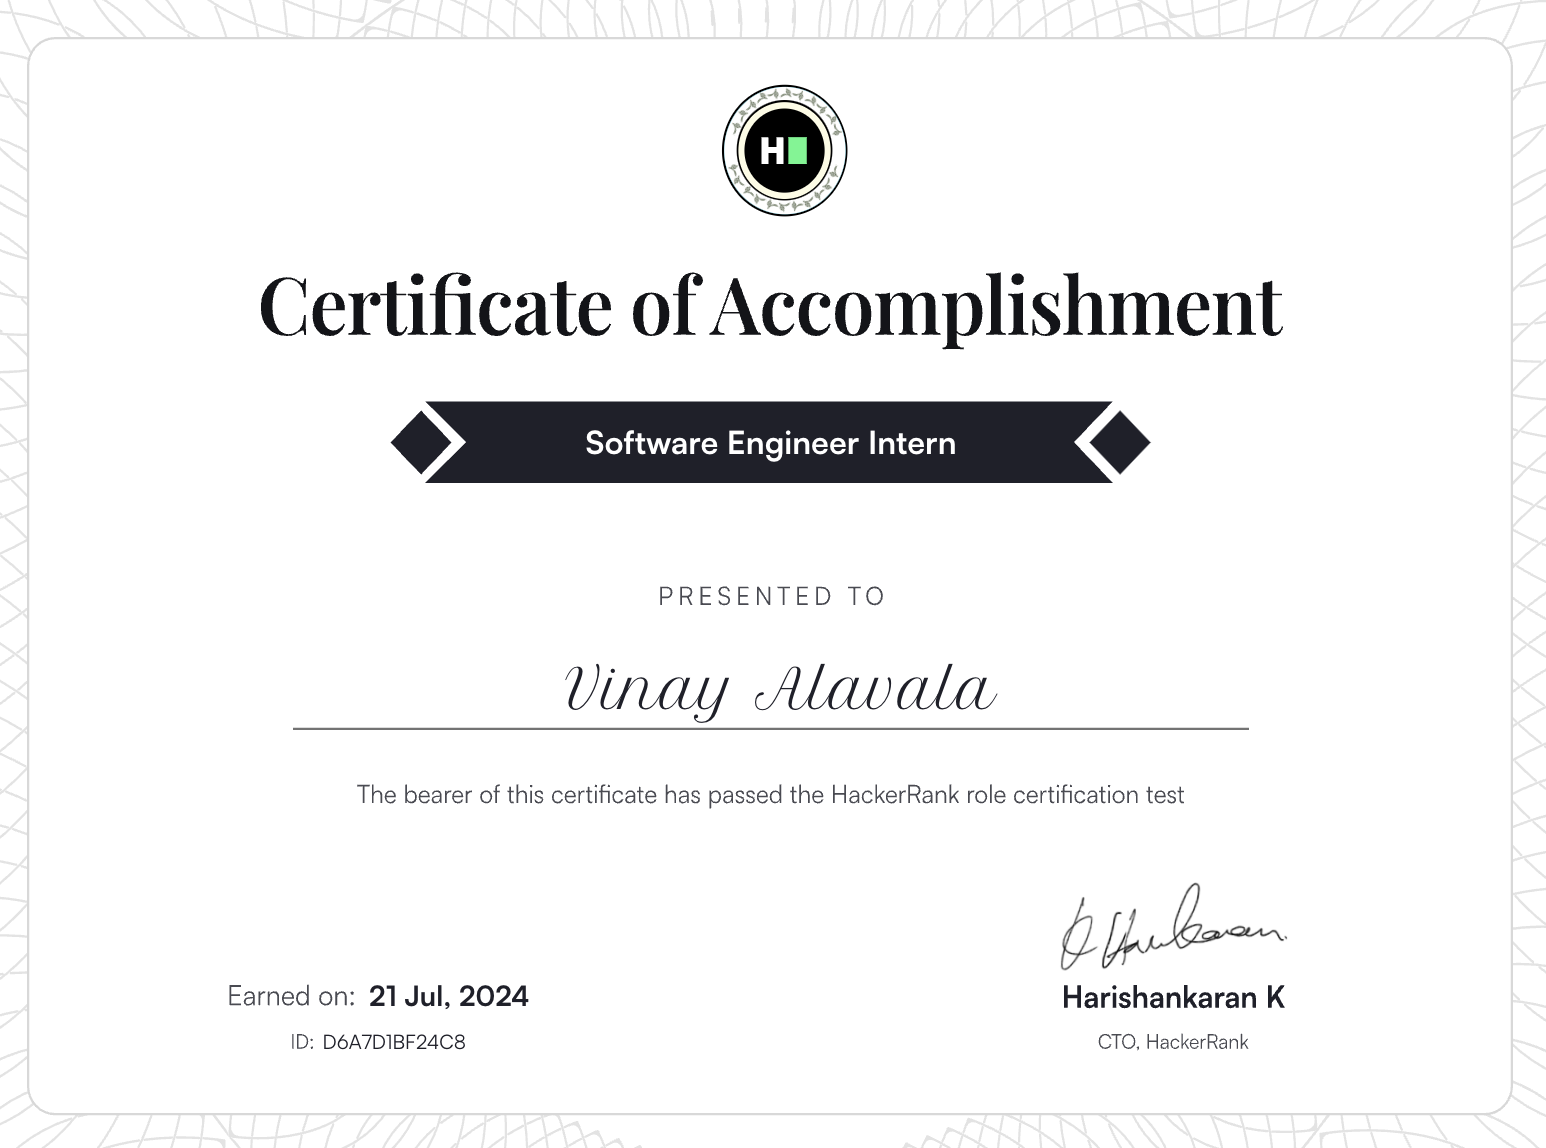 H
Certificate of Accomplishment
Software Engineer Intern
PRESENTED TO
Vinay Alavala
The bearer of this certificate has passed the HackerRank role certification test
Earned on: 21 Jul, 2024
ID: D6A7D1BF24C8
K Harikaran
Harishankaran K
CTO, HackerRank